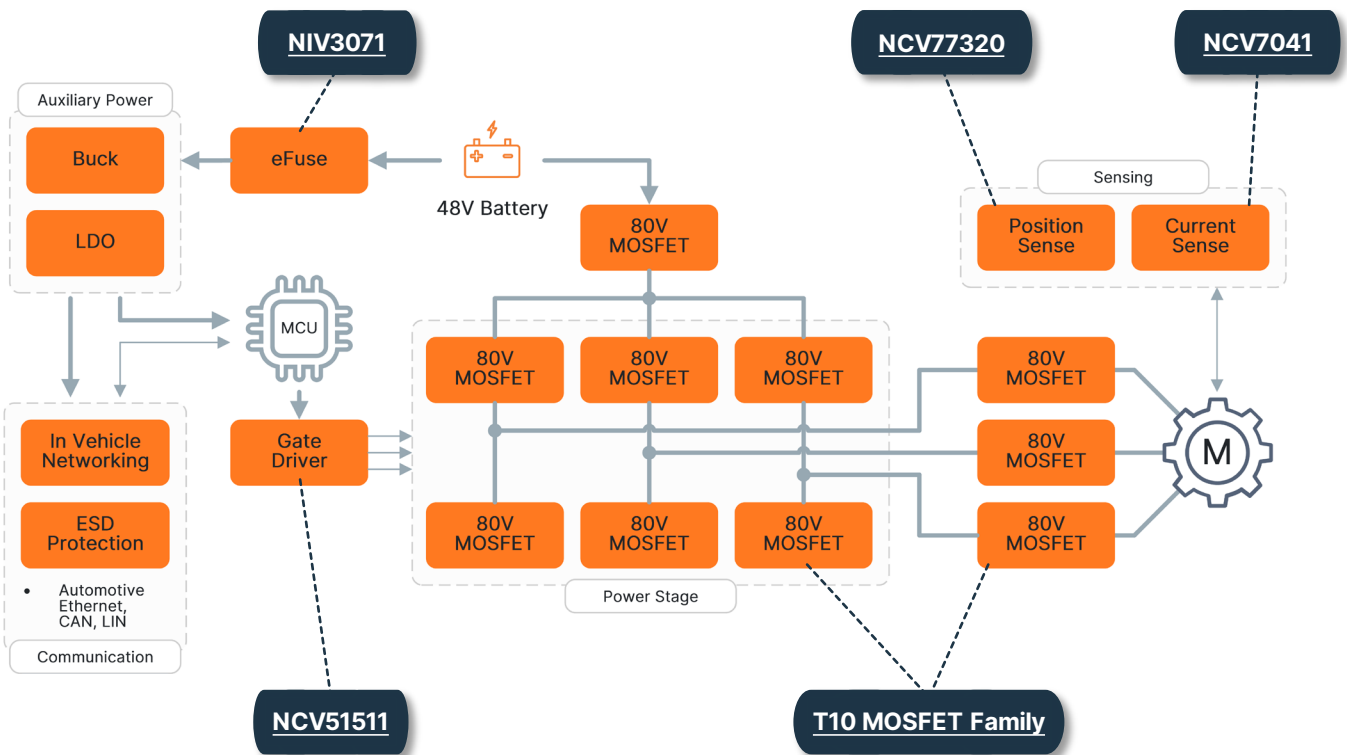 NIV3071
NCV77320
NCV7041
Auxiliary Power
Buck
LDO
eFuse
48V Battery
80V
MOSFET
Sensing
Position
Sense
Current
Sense
MCU
80V
MOSFET
80V
MOSFET
80V
MOSFET
80V
MOSFET
In Vehicle
Networking
Gate
Driver
80V
MOSFET
M
ESD
Protection
80V
MOSFET
80V
MOSFET
80V
MOSFET
80V
MOSFET
• Automotive
Ethernet,
CAN, LIN
Power Stage
Communication
NCV51511
T10 MOSFET Family